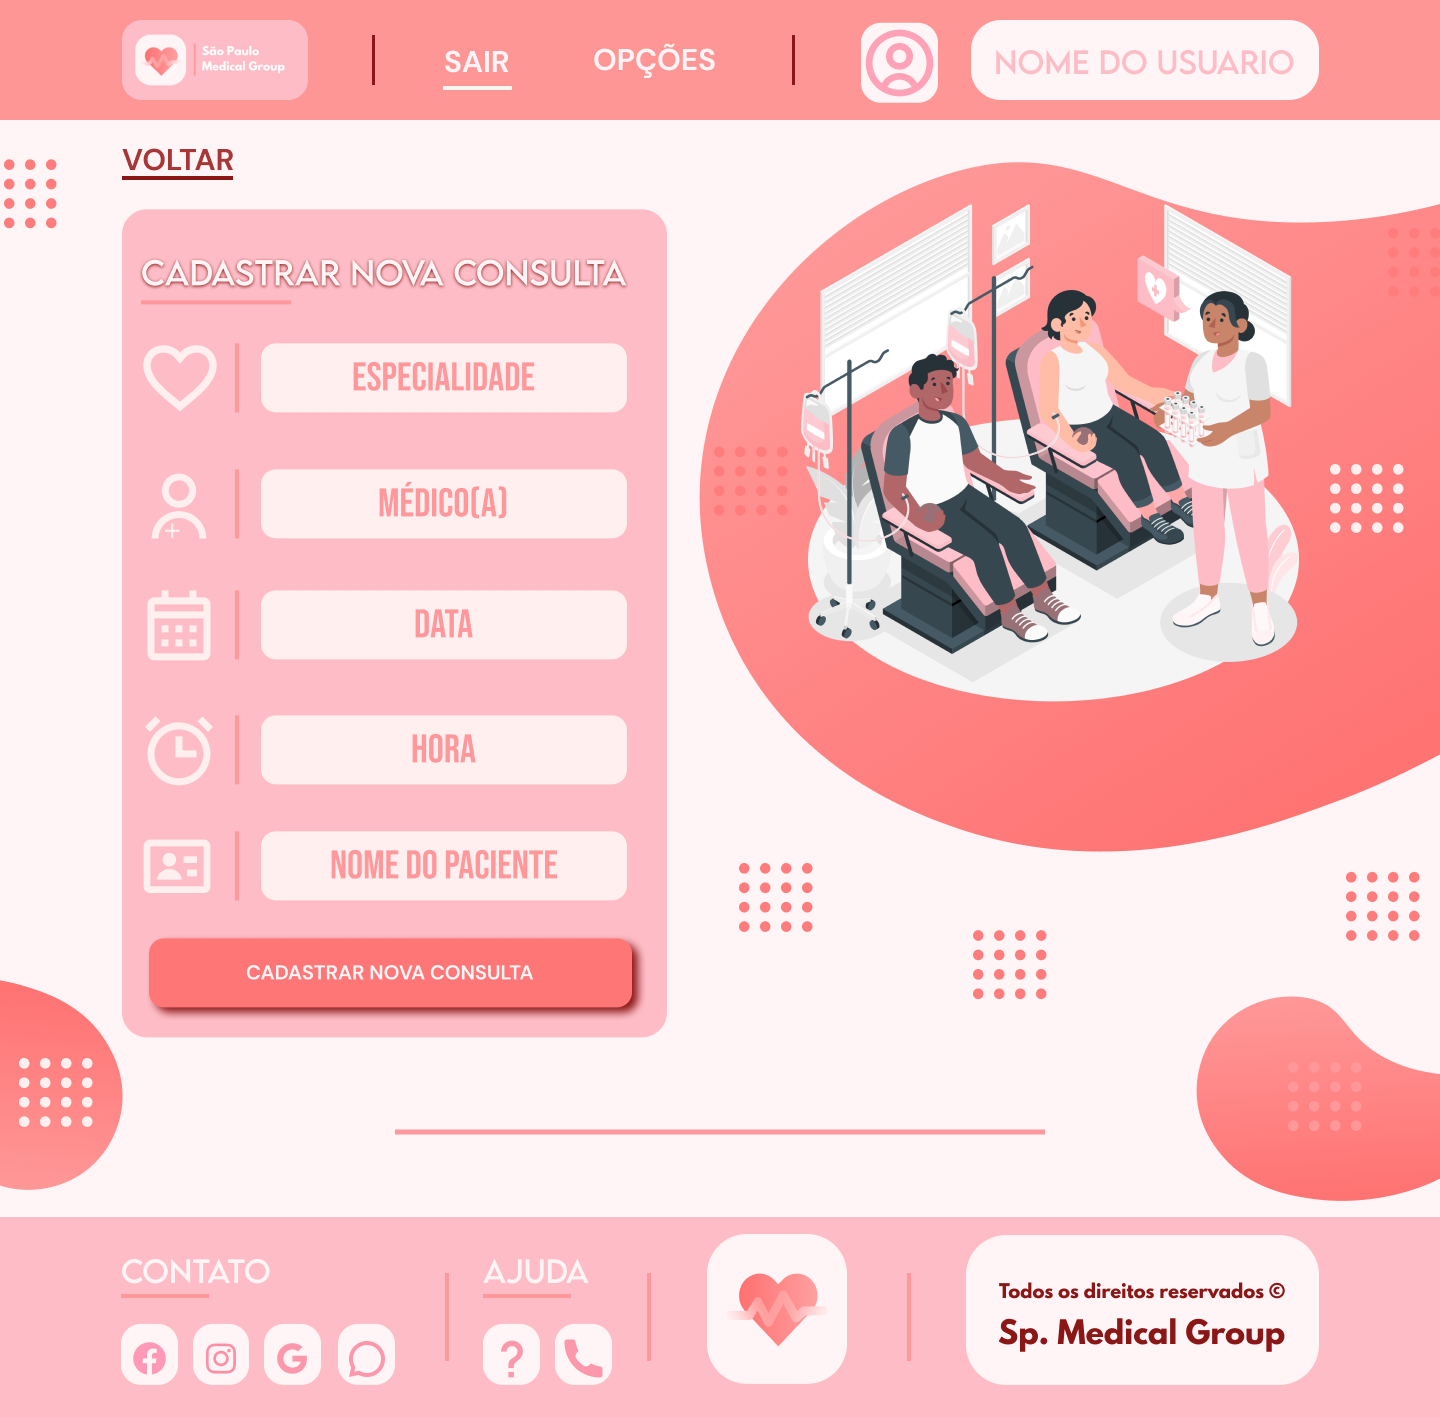 São Paulo
Medical Group
SAIR
OPÇÕES
NOME DO USUARIO
VOLTAR
CADASTRAR NOVA CONSULTA
ESPECIALIDADE
MÉDICO(A)
DATA
HORA
NOME DO PACIENTE
CADASTRAR NOVA CONSULTA
CONTATO
AJUDA
Todos os direitos reservados ©
Sp. Medical Group